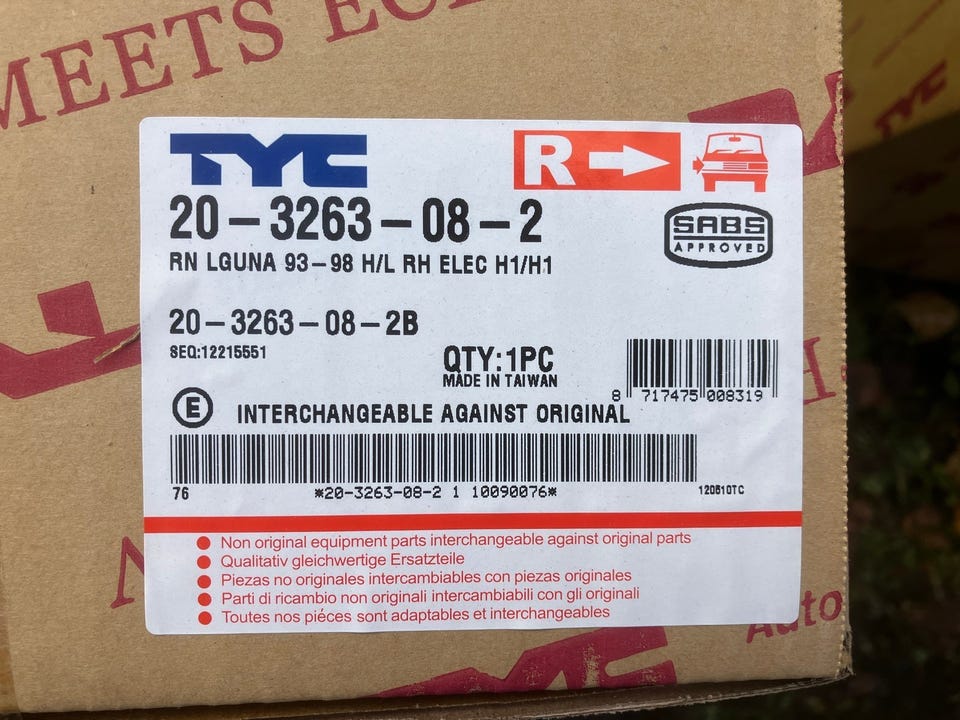 MEETS EC
TYC
R
20-3263-08-2
SABS
APPROVED
RN LGUNA 93-98 H/L RH ELEC H1/H1
20-3263-08-2B
SEQ:12215551
QTY:1PC
MADE IN TAIWAN
8 717475 008319
E INTERCHANGEABLE AGAINST ORIGINAL
76 *20-3263-08-2 1 10090076* 120510TC
Non original equipment parts interchangeable against original parts
Qualitativ gleichwertige Ersatzteile
Piezas no originales intercambiables con piezas originales
Parti di ricambio non originali intercambiabili con gli originali
Toutes nos piéces sont adaptables et interchangeables
Auto
TYC